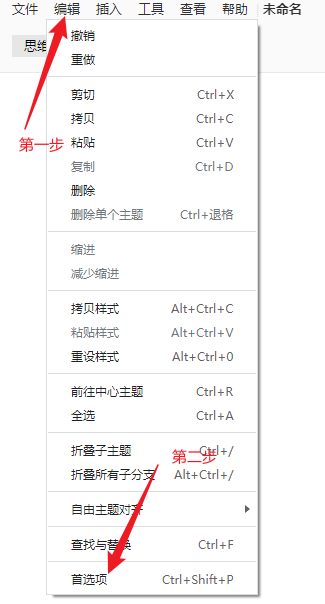 文件 编辑 插入 工具 查看 帮助 未命名
思维
撤销
重做
第一步
剪切 Ctrl+X
拷贝 Ctrl+C
粘贴 Ctrl+V
复制 Ctrl+D
删除
删除单个主题 Ctrl+退格
缩进
减少缩进
拷贝样式 Alt+Ctrl+C
粘贴样式 Alt+Ctrl+V
重设样式 Alt+Ctrl+0
前往中心主题 Ctrl+R
全选 Ctrl+A
折叠子主题 Ctrl+/
第二步
折叠所有子分支 Alt+Ctrl+/
自由主题对齐
查找与替换 Ctrl+F
首选项 Ctrl+Shift+P